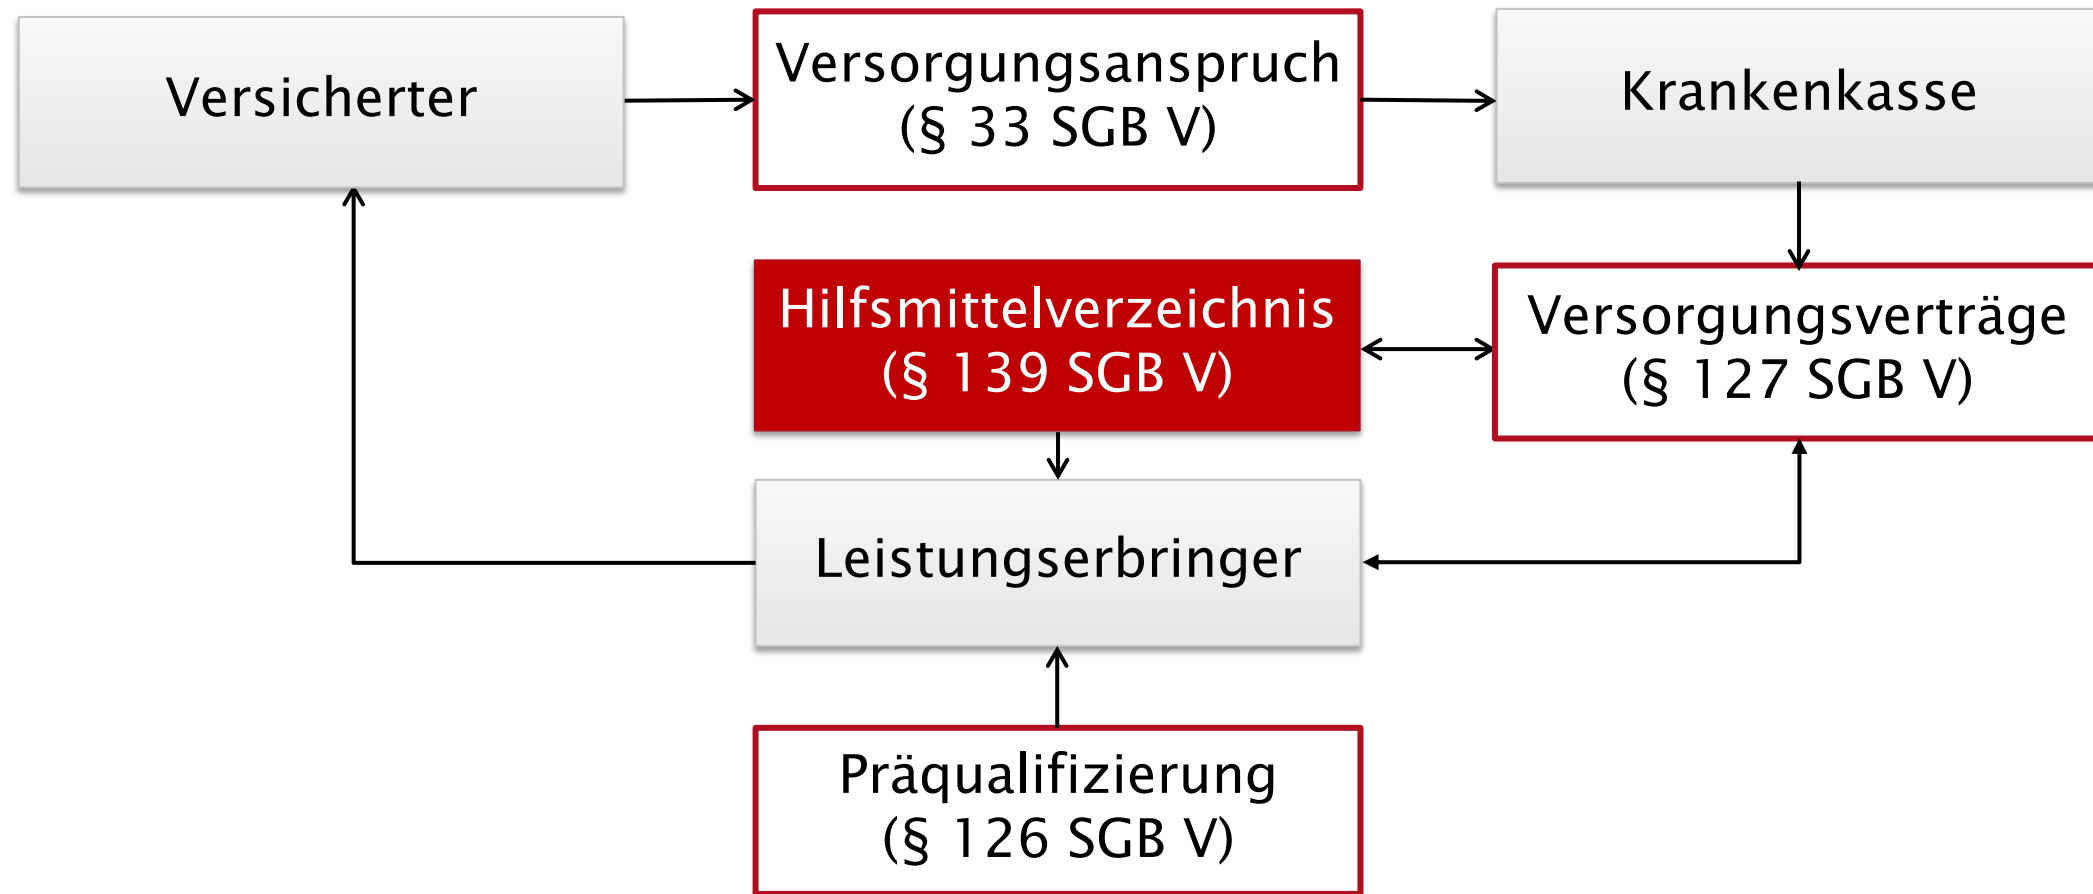 Versicherter
Versorgungsanspruch
(§ 33 SGB V)
Krankenkasse
Hilfsmittelverzeichnis
(§ 139 SGB V)
Versorgungsverträge
(§ 127 SGB V)
Leistungserbringer
Präqualifizierung
(§ 126 SGB V)